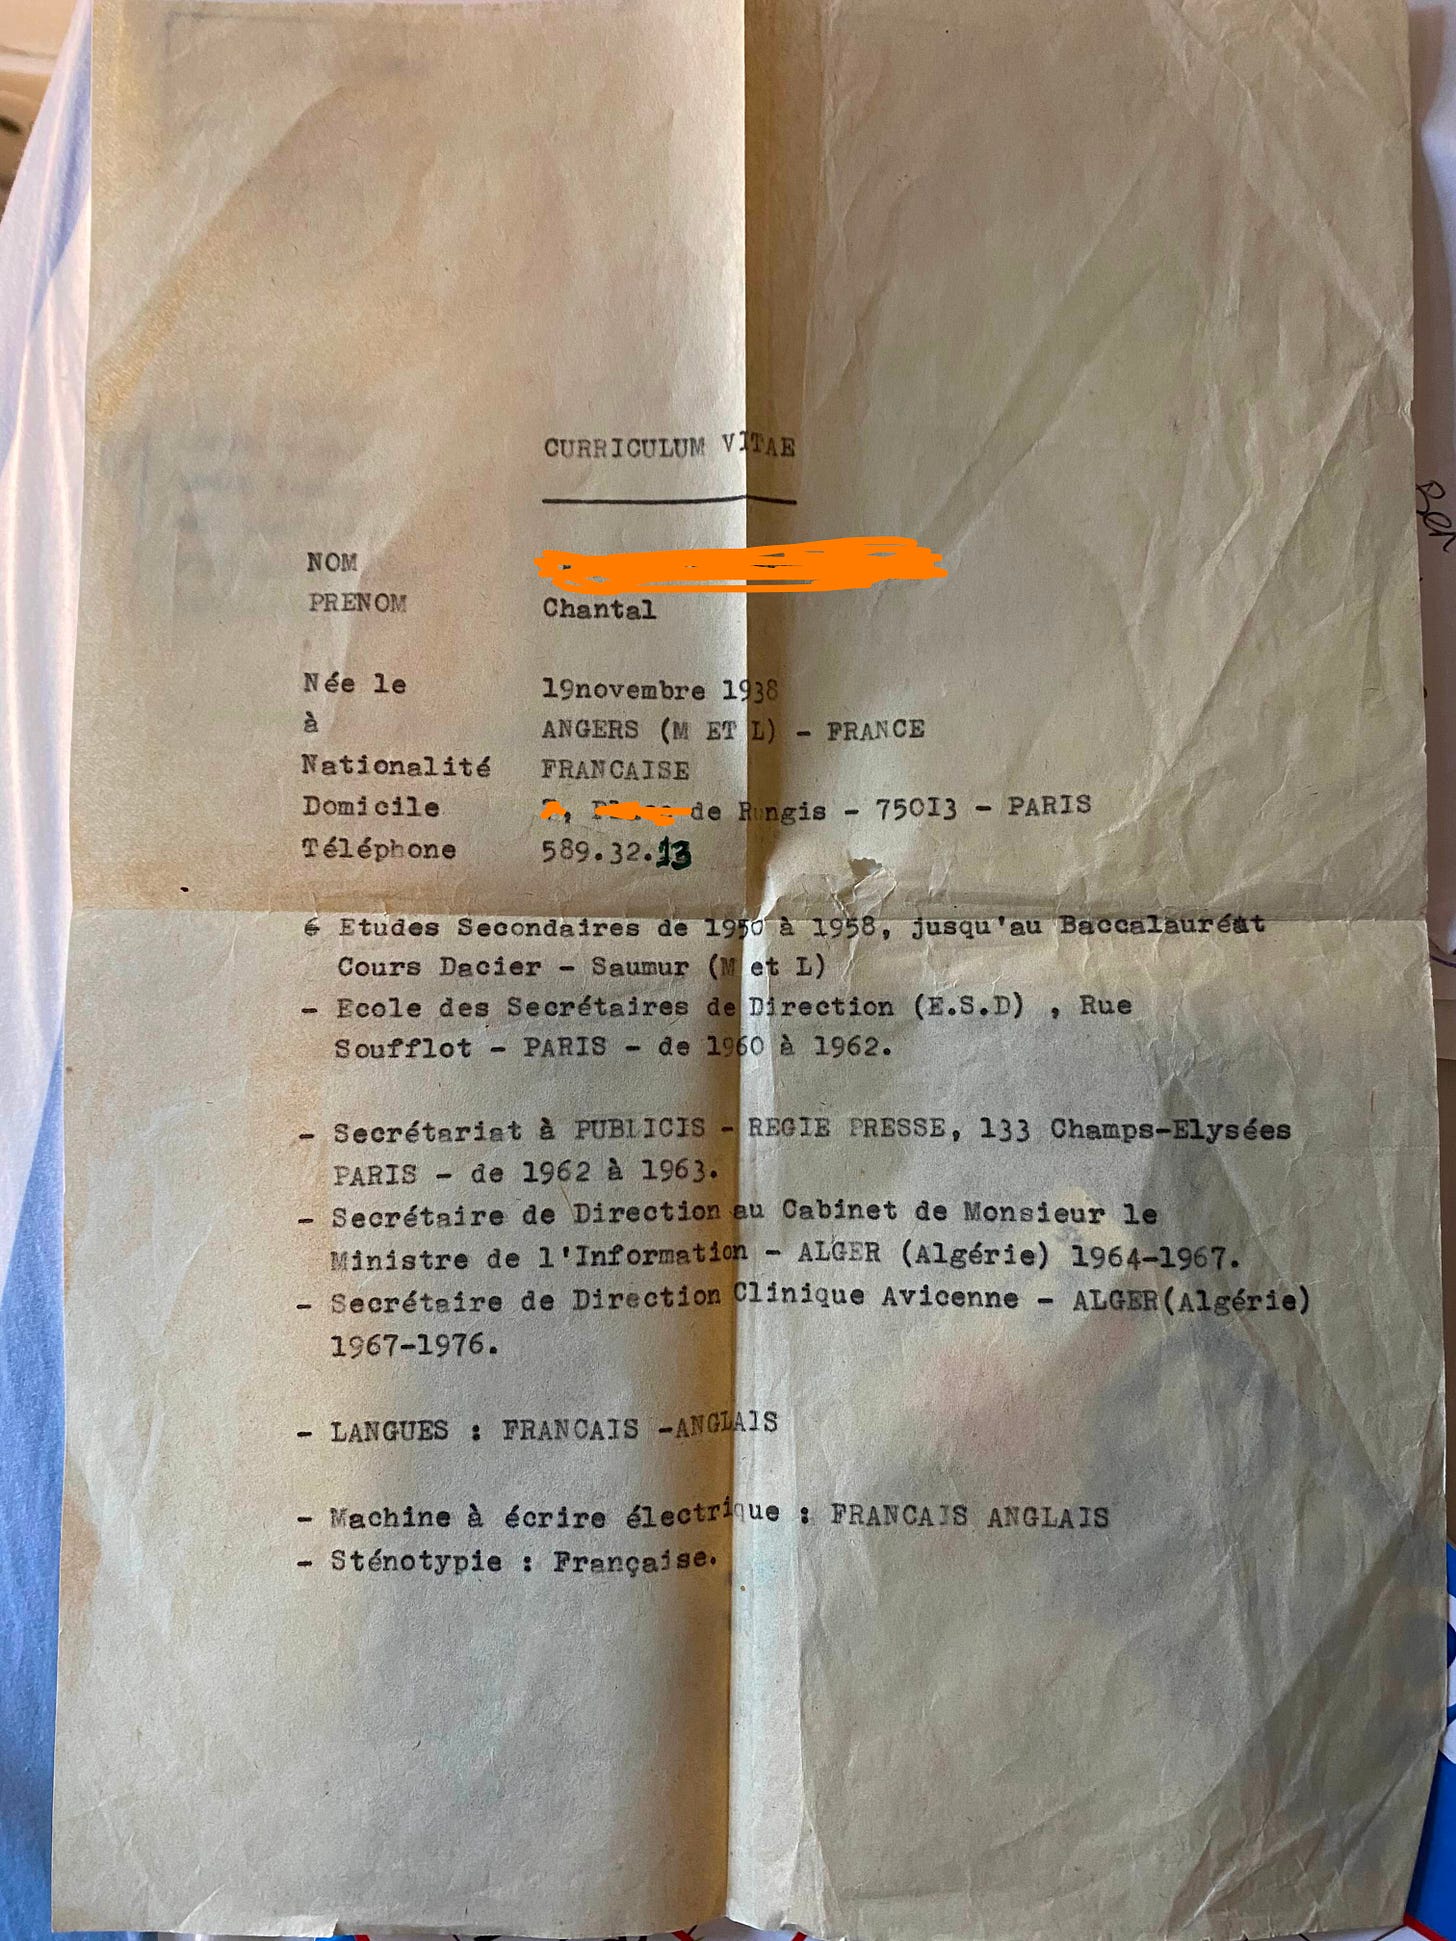 CURRICULUM VITAE
NOM
PRENOM Chantal
Née le 19novembre 1938
à ANGERS (M ET L) - FRANCE
Nationalité FRANCAISE
Domicile de Rungis - 75013 - PARIS
Téléphone 589.32.13
é Etudes Secondaires de 1950 à 1958, jusqu'au Baccalauréat
Cours Dacier - Saumur (M et L)
- Ecole des Secrétaires de Direction (E.S.D) , Rue
Soufflot - PARIS - de 1960 à 1962.
- Secrétariat à PUBLICIS - REGIE PRESSE, 133 Champs-Elysées
PARIS - de 1962 à 1963.
- Secrétaire de Direction au Cabinet de Monsieur le
Ministre de l'Information - ALGER (Algérie) 1964-1967.
- Secrétaire de Direction Clinique Avicenne - ALGER(Algérie)
1967-1976.
- LANGUES : FRANCAIS -ANGLAIS
- Machine à écrire électrique : FRANCAIS ANGLAIS
- Sténotypie : Française.
Ber